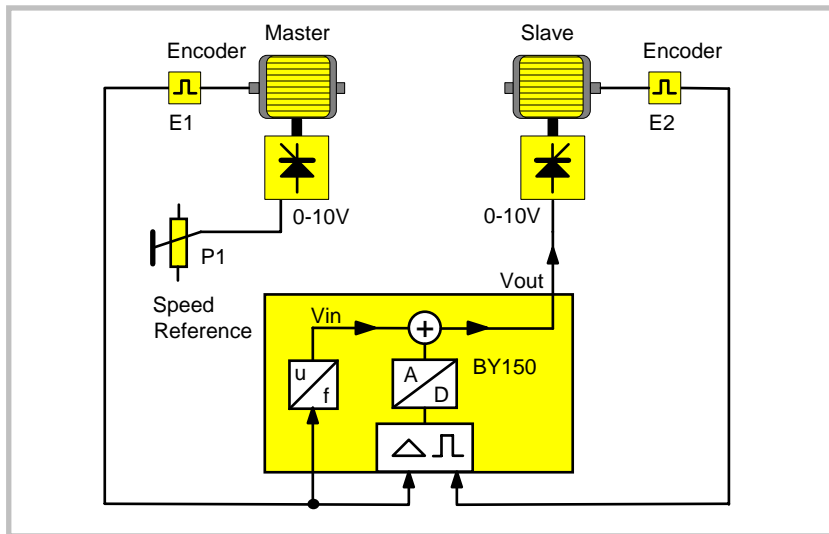 Encoder
Master
Slave
Encoder
E1
E2
0-10V
0-10V
P1
Speed
Reference
Vout
Vin
BY150
u
f
A
D